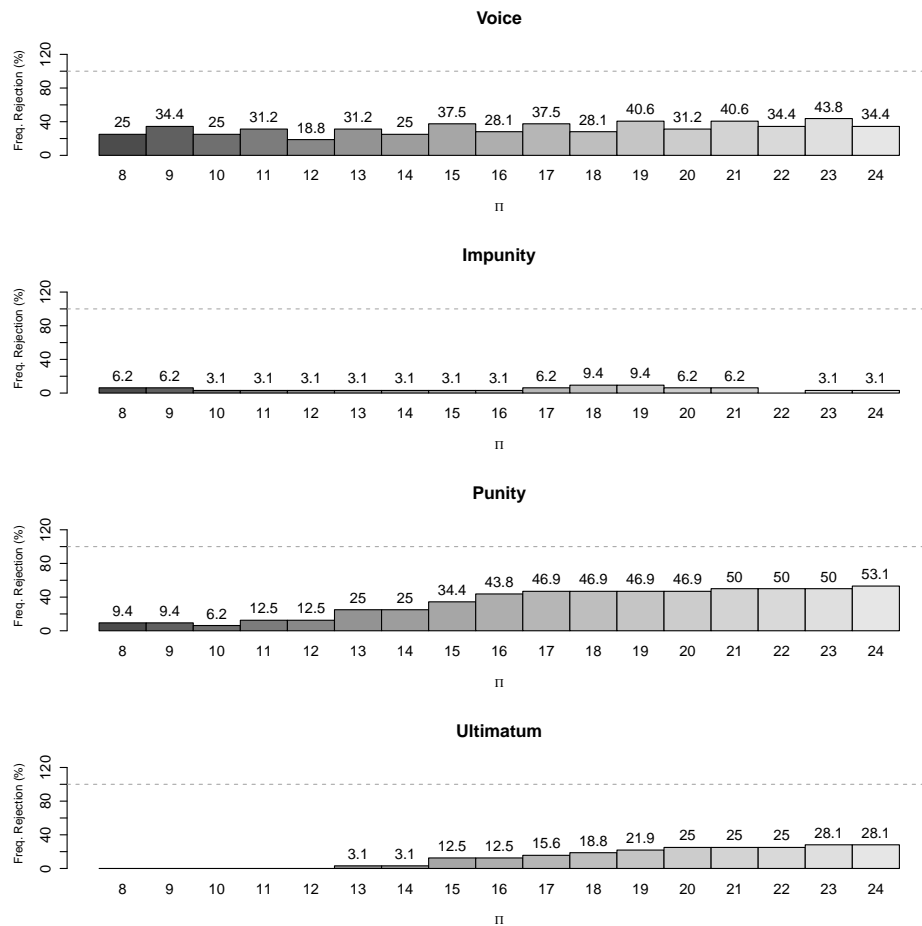 Voice
Freq. Rejection (%)
0 40 80 120
25 34.4 25 31.2 18.8 31.2 25 37.5 28.1 37.5 28.1 40.6 31.2 40.6 34.4 43.8 34.4
8 9 10 11 12 13 14 15 16 17 18 19 20 21 22 23 24
Π
Impunity
Freq. Rejection (%)
0 40 80 120
6.2 6.2 3.1 3.1 3.1 3.1 3.1 3.1 3.1 6.2 9.4 9.4 6.2 6.2 3.1 3.1
8 9 10 11 12 13 14 15 16 17 18 19 20 21 22 23 24
Π
Punity
Freq. Rejection (%)
0 40 80 120
9.4 9.4 6.2 12.5 12.5 25 25 34.4 43.8 46.9 46.9 46.9 46.9 50 50 50 53.1
8 9 10 11 12 13 14 15 16 17 18 19 20 21 22 23 24
Π
Ultimatum
Freq. Rejection (%)
0 40 80 120
3.1 3.1 12.5 12.5 15.6 18.8 21.9 25 25 25 28.1 28.1
8 9 10 11 12 13 14 15 16 17 18 19 20 21 22 23 24
Π